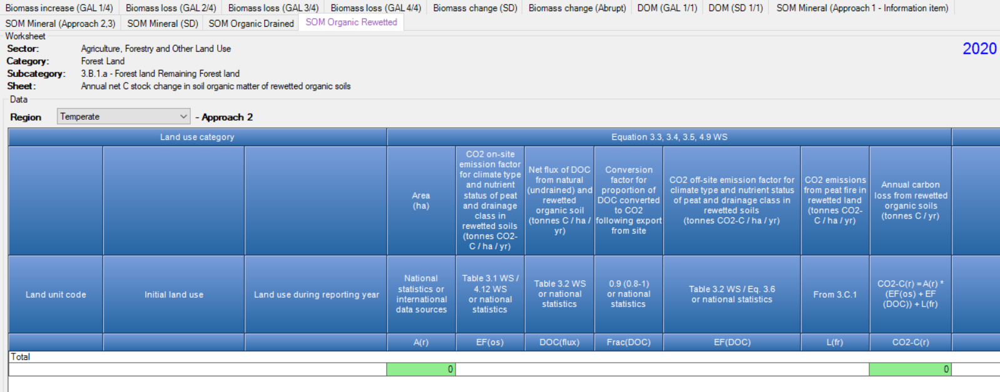 Biomass increase (GAL 1/4) Biomass loss (GAL 2/4) Biomass loss (GAL 3/4) Biomass loss (GAL 4/4) Biomass change (SD) Biomass change (Abrupt) DOM (GAL 1/1) DOM (SD 1/1) SOM Mineral (Approach 1 - Information item)
SOM Mineral (Approach 2,3) SOM Mineral (SD) SOM Organic Drained SOM Organic Rewetted
Worksheet
Sector: Agriculture, Forestry and Other Land Use
2020
Category: Forest Land
Subcategory: 3.B.1.a - Forest land Remaining Forest land
Sheet: Annual net C stock change in soil organic matter of rewetted organic soils
Data
Region Temperate - Approach 2
Land use category Equation 3.3, 3.4, 3.5, 4.9 WS
Area
(ha)
CO2 on-site
emission factor
for climate type
and nutrient
status of peat
and drainage
class in
rewetted soils
(tonnes CO2-
C / ha / yr)
Net flux of DOC
from natural
(undrained) and
rewetted
organic soil
(tonnes C / ha /
yr)
Conversion
factor for
proportion of
DOC converted
to CO2
following export
from site
CO2 off-site emission factor for
climate type and nutrient status
of peat and drainage class in
rewetted soils
(tonnes CO2-C / ha / yr)
CO2 emissions
from peat fire in
rewetted land
(tonnes CO2-
C / ha / yr)
Annual carbon
loss from rewetted
organic soils
(tonnes C / yr)
Land unit code
Initial land use
Land use during reporting year
National
statistics or
international
data sources
Table 3.1 WS /
4.12 WS
or national
statistics
Table 3.2 WS
or national
statistics
0.9 (0.8-1)
or national
statistics
Table 3.2 WS / Eq. 3.6
or national statistics
From 3.C.1
CO2-C(r) =A(r) *
(EF(os) + EF
(DOC)) + L(fr)
A(r) EF(os) DOC(flux) Frac(DOC) EF(DOC) L(fr) CO2-C(r)
Total
0 0